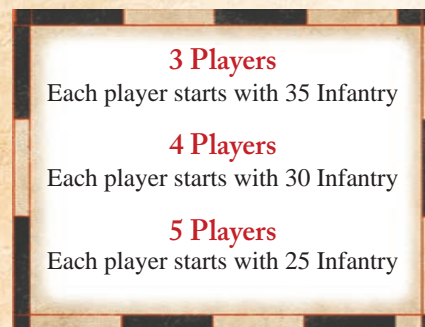 3 Players
Each player starts with 35 Infantry
4 Players
Each player starts with 30 Infantry
5 Players
Each player starts with 25 Infantry